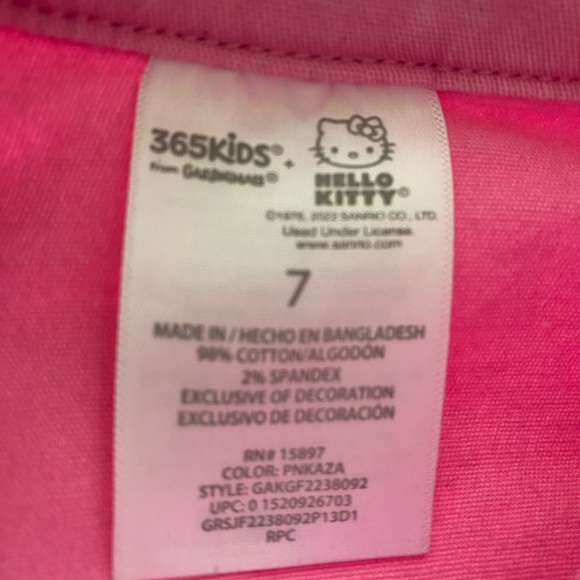 365KIDS® +
from GARANIMALS®
HELLO
KITTY®
©1976, 2023 SANRIO CO., LTD.
Used Under License.
www.sanrio.com
7
MADE IN / HECHO EN BANGLADESH
98% COTTON/ALGODÓN
2% SPANDEX
EXCLUSIVE OF DECORATION
EXCLUSIVO DE DECORACIÓN
RN# 15897
COLOR: PNKAZA
STYLE: GAKGF2238092
UPC: 0 1520926703
GRSJF2238092P13D1
RPC